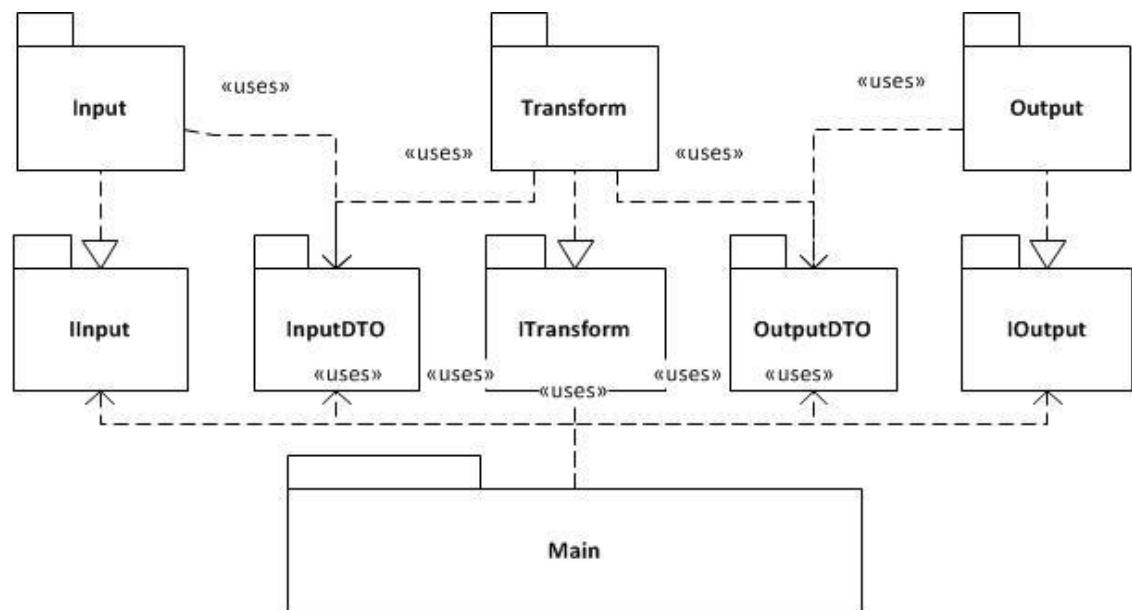 «uses»
«uses»
Input
Transform
Output
«uses»
«uses»
IInput
InputDTO
ITransform
OutputDTO
IOutput
«uses»
«uses»
«uses»
«uses»
«uses»
Main